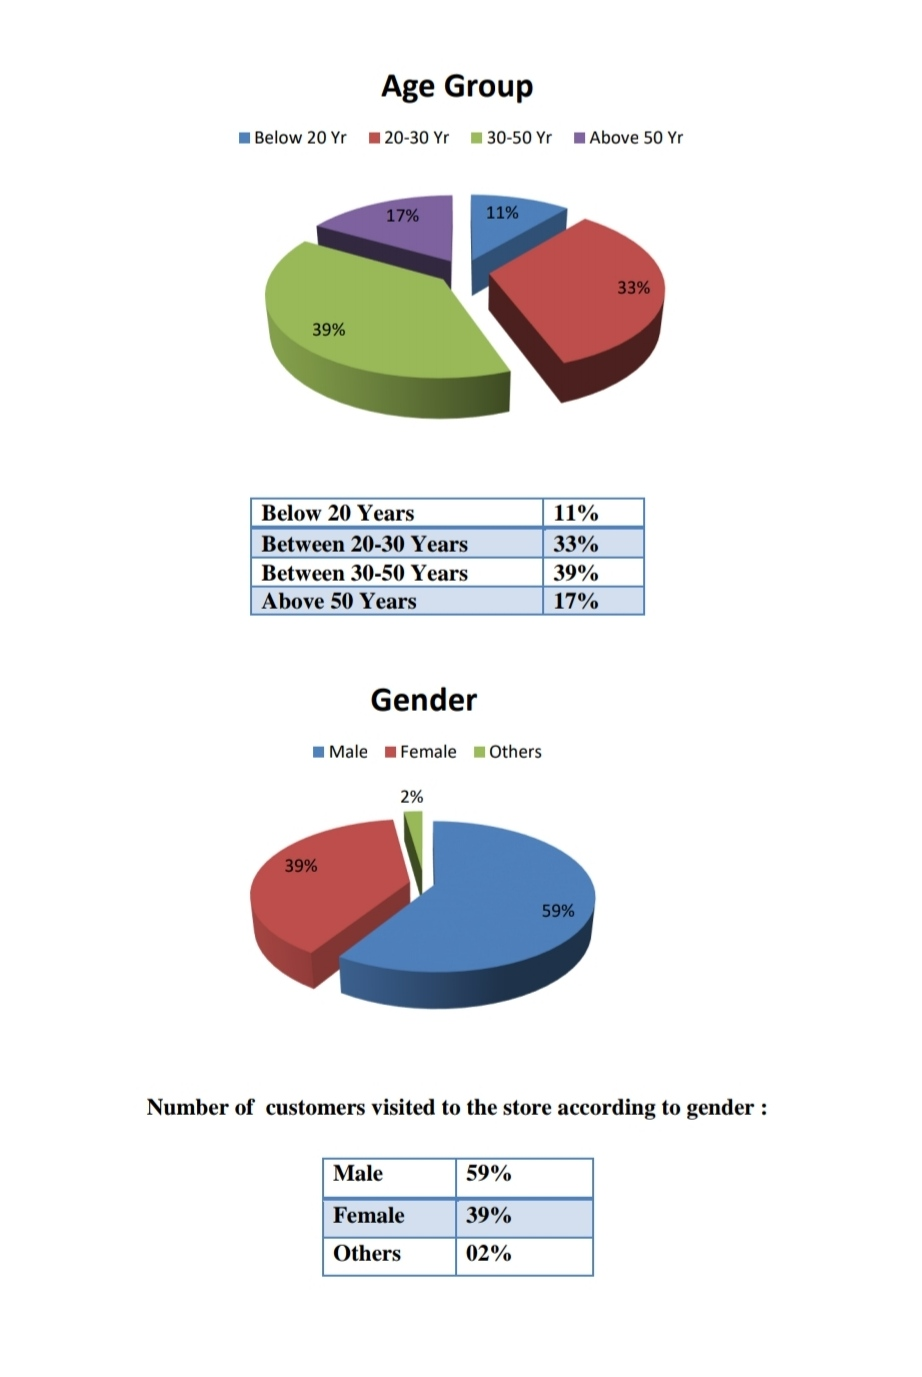 Age Group
Below 20 Yr 20-30 Yr 30-50 Yr Above 50 Yr
17% 11%
33%
39%
Below 20 Years 11%
Between 20-30 Years 33%
Between 30-50 Years 39%
Above 50 Years 17%
Gender
Male Female Others
2%
39%
59%
Number of customers visited to the store according to gender :
Male 59%
Female 39%
Others 02%